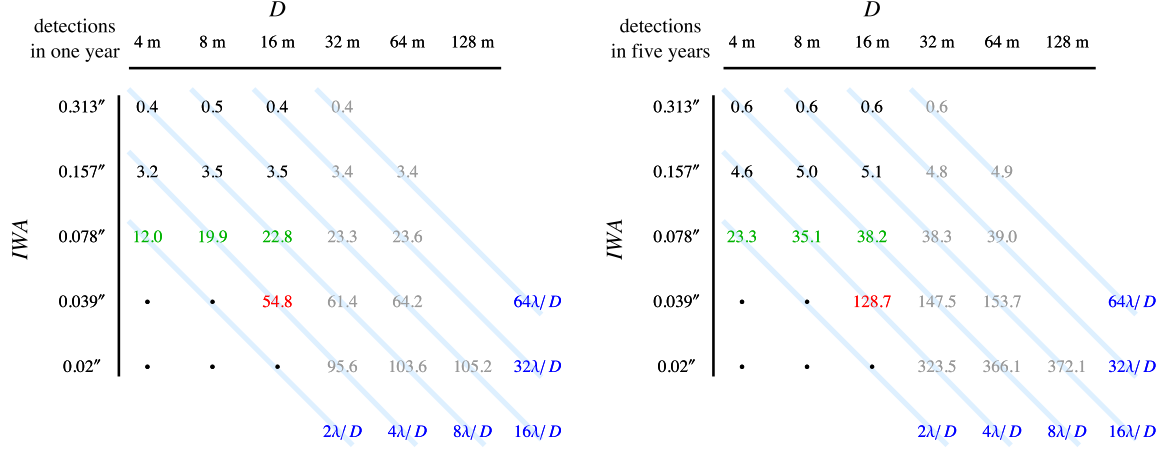 D
detections
in one year 4 m 8 m 16 m 32 m 64 m 128 m
0.313″ 0.4 0.5 0.4 0.4
0.157″ 3.2 3.5 3.5 3.4 3.4
IWA
0.078″ 12.0 19.9 22.8 23.3 23.6
0.039″ • • 54.8 61.4 64.2 64λ/D
0.02″ • • • 95.6 103.6 105.2 32λ/D
2λ/D 4λ/D 8λ/D 16λ/D
D
detections
in five years 4 m 8 m 16 m 32 m 64 m 128 m
0.313″ 0.6 0.6 0.6 0.6
0.157″ 4.6 5.0 5.1 4.8 4.9
IWA
0.078″ 23.3 35.1 38.2 38.3 39.0
0.039″ • • 128.7 147.5 153.7 64λ/D
0.02″ • • • 323.5 366.1 372.1 32λ/D
2λ/D 4λ/D 8λ/D 16λ/D